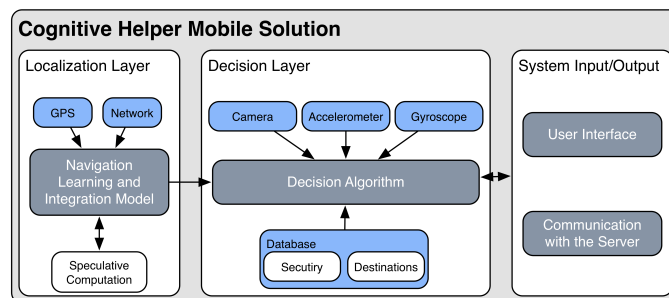 Cognitive Helper Mobile Solution
Localization Layer
GPS
Network
Navigation
Learning and
Integration Model
Speculative
Computation
Decision Layer
Camera
Accelerometer
Gyroscope
Decision Algorithm
Database
Secutiry
Destinations
System Input/Output
User Interface
Communication
with the Server